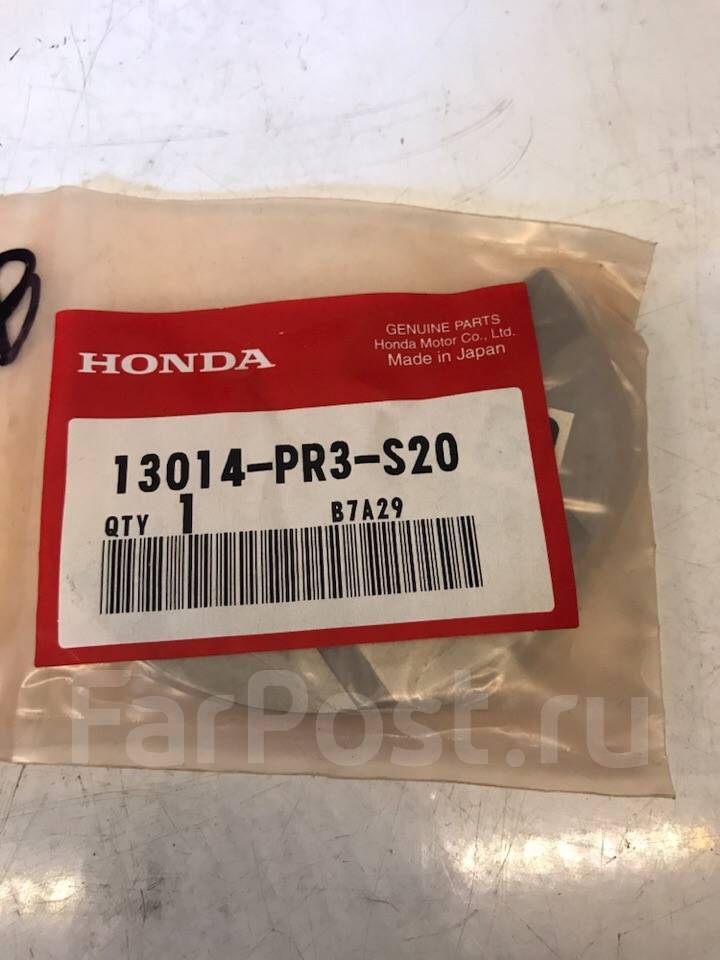 HONDA
GENUINE PARTS
Honda Motor Co., Ltd.
Made in Japan
13014-PR3-S20
QTY 1 B7A29
FarPost.ru